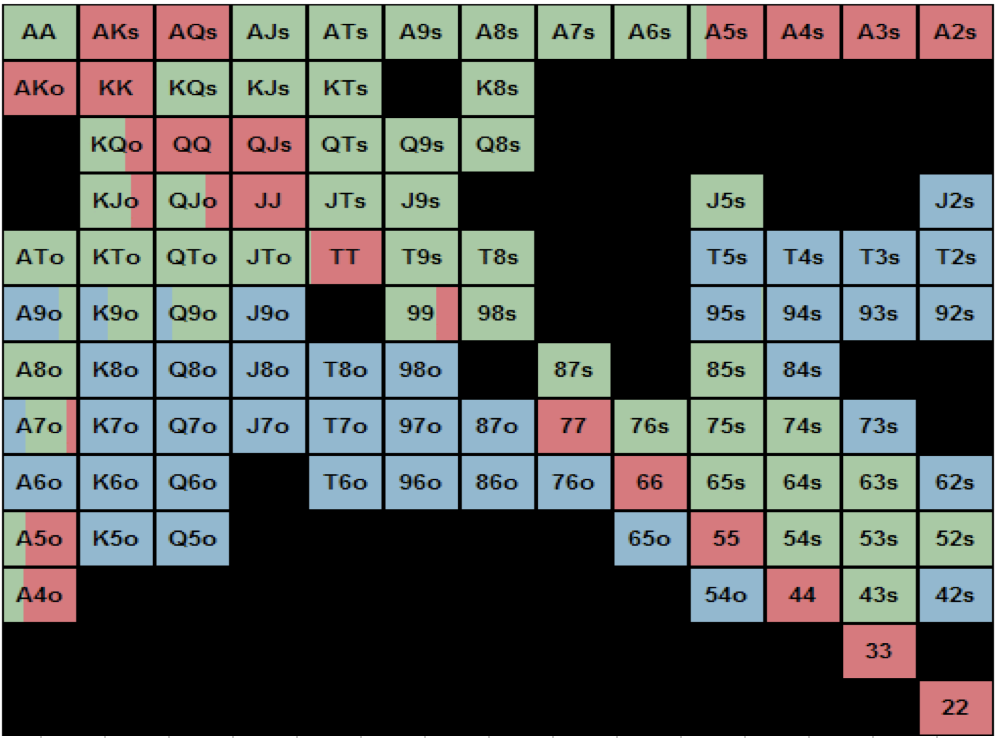 AA AKs AQs AJs ATs A9s A8s A7s A6s A5s A4s A3s A2s
AKo KK KQs KJs KTs K8s
KQo QQ QJs QTs Q9s Q8s
KJo QJo JJ JTs J9s J5s J2s
ATo KTo QTo JTo TT T9s T8s T5s T4s T3s T2s
A9o K9o Q9o J9o 99 98s 95s 94s 93s 92s
A8o K8o Q8o J8o T8o 98o 87s 85s 84s
A7o K7o Q7o J7o T7o 97o 87o 77 76s 75s 74s 73s
A6o K6o Q6o T6o 96o 86o 76o 66 65s 64s 63s 62s
A5o K5o Q5o 65o 55 54s 53s 52s
A4o 54o 44 43s 42s
33
22